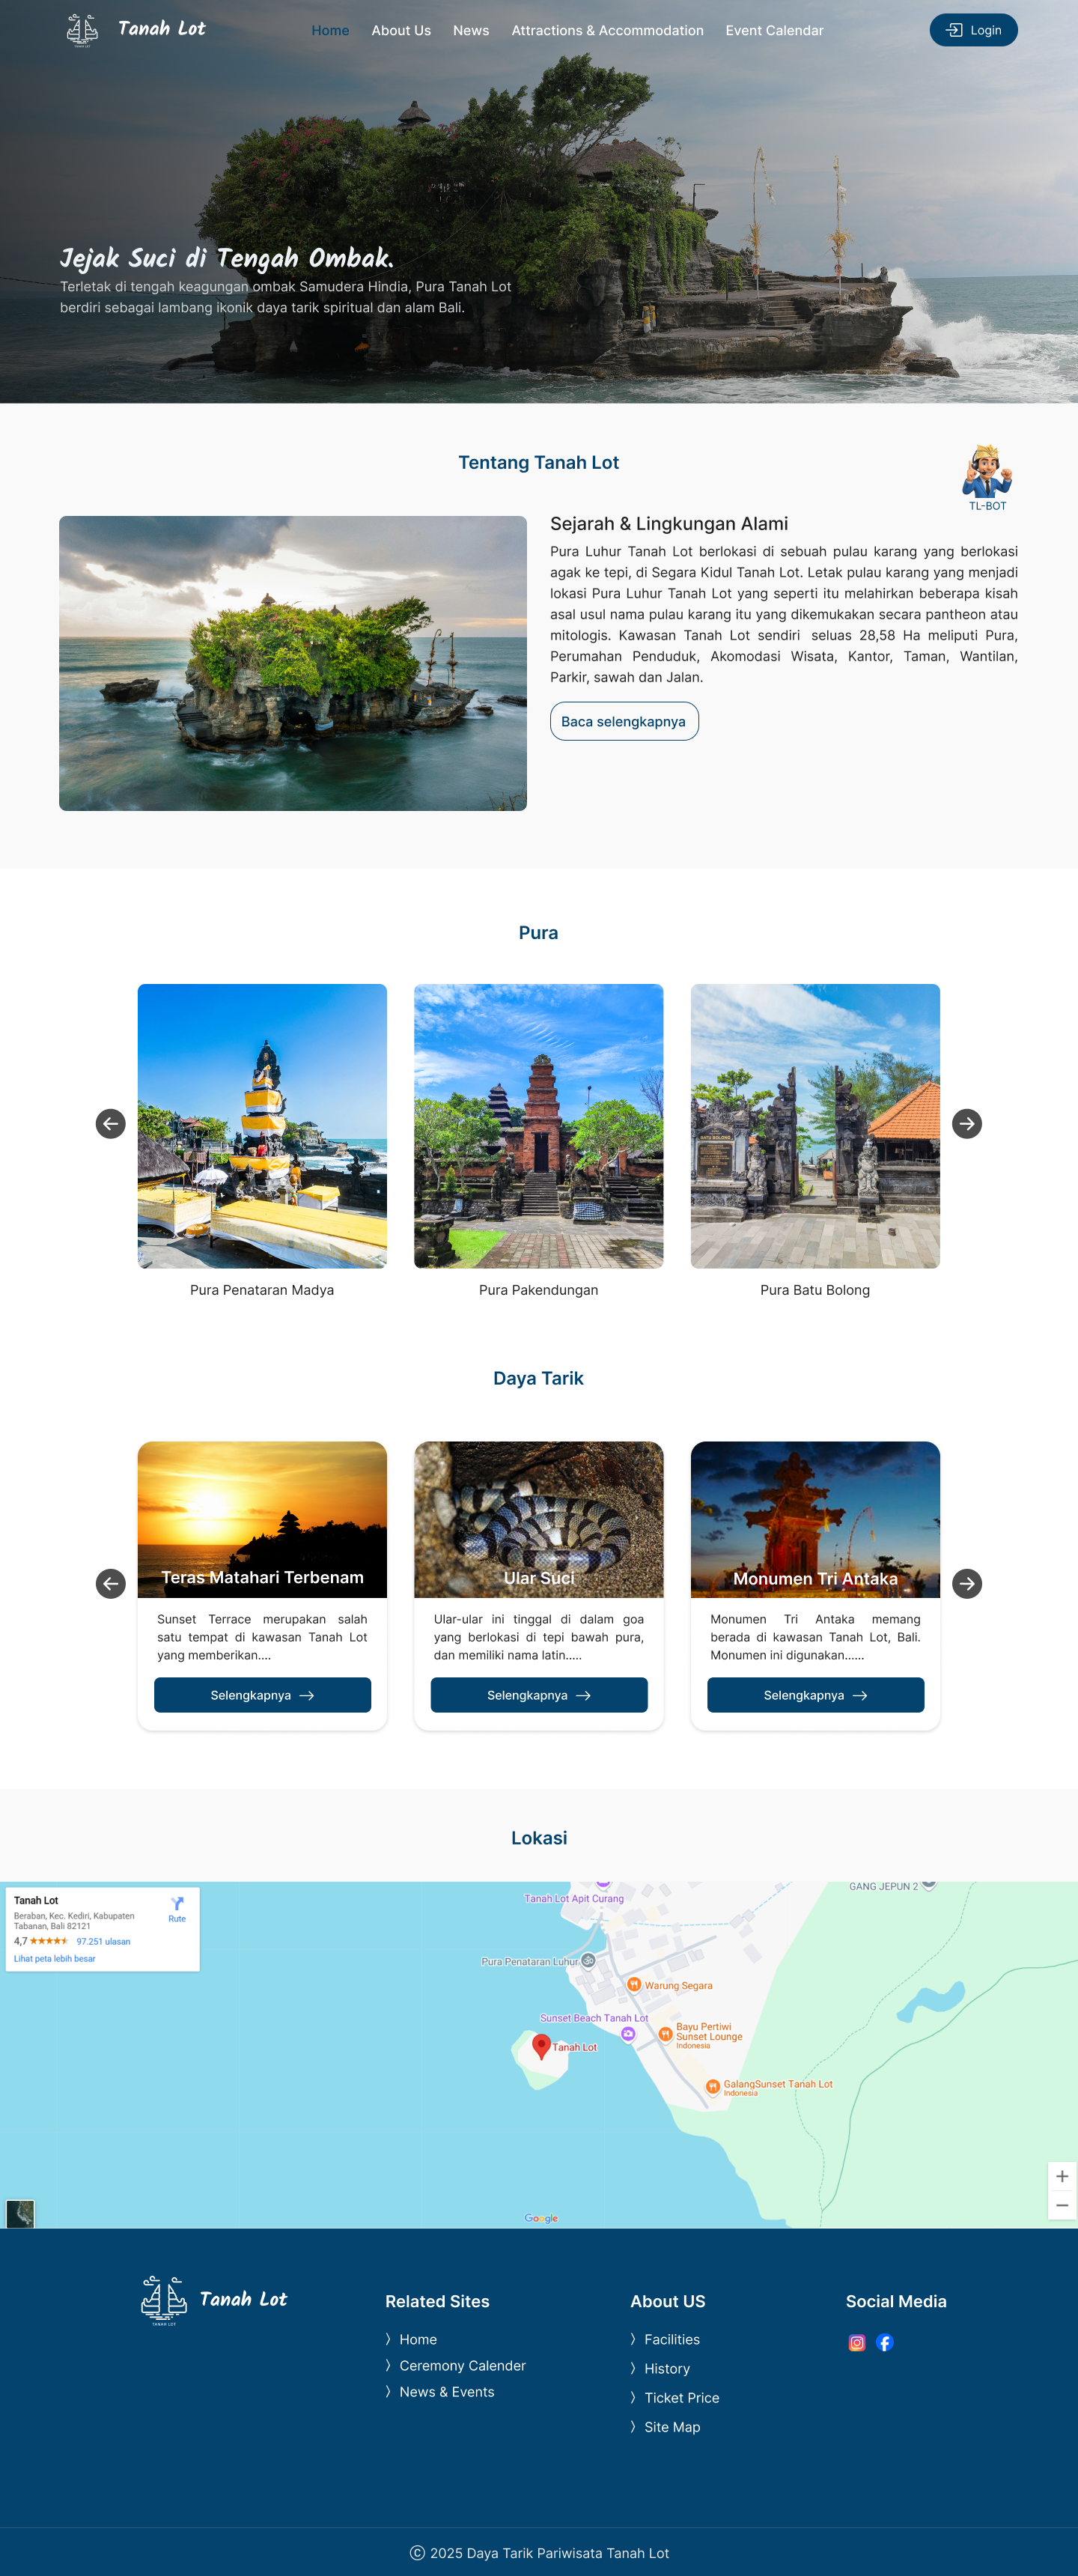 Tanah Lot
Home About Us News Attractions & Accommodation Event Calendar
Login
Jejak Suci di Tengah Ombak.
Terletak di tengah keagungan ombak Samudera Hindia, Pura Tanah Lot
berdiri sebagai lambang ikonik daya tarik spiritual dan alam Bali.
Tentang Tanah Lot
TL-BOT
Sejarah & Lingkungan Alami
Pura Luhur Tanah Lot berlokasi di sebuah pulau karang yang berlokasi
agak ke tepi, di Segara Kidul Tanah Lot. Letak pulau karang yang menjadi
lokasi Pura Luhur Tanah Lot yang seperti itu melahirkan beberapa kisah
asal usul nama pulau karang itu yang dikemukakan secara pantheon atau
mitologis. Kawasan Tanah Lot sendiri seluas 28,58 Ha meliputi Pura,
Perumahan Penduduk, Akomodasi Wisata, Kantor, Taman, Wantilan,
Parkir, sawah dan Jalan.
Baca selengkapnya
Pura
BATU BOLONG
Pura Penataran Madya
Pura Pakendungan
Pura Batu Bolong
Daya Tarik
Teras Matahari Terbenam
Sunset Terrace merupakan salah
satu tempat di kawasan Tanah Lot
yang memberikan....
Selengkapnya
Ular Suci
Ular-ular ini tinggal di dalam goa
yang berlokasi di tepi bawah pura,
dan memiliki nama latin.....
Selengkapnya
Monumen Tri Antaka
Monumen Tri Antaka memang
berada di kawasan Tanah Lot, Bali.
Monumen ini digunakan......
Selengkapnya
Lokasi
Tanah Lot
Beraban, Kec. Kediri, Kabupaten
Tabanan, Bali 82121
Rute
4,7 97.251 ulasan
Lihat peta lebih besar
Tanah Lot Apit Curang
GANG JEPUN 2
Pura Penataran Luhur
Warung Segara
Sunset Beach Tanah Lot
Bayu Pertiwi
Sunset Lounge
Indonesia
Tanah Lot
GalangSunset Tanah Lot
Indonesia
Google
TANAH LOT
Tanah Lot
Related Sites
Home
Ceremony Calender
News & Events
About US
Facilities
History
Ticket Price
Site Map
Social Media
© 2025 Daya Tarik Pariwisata Tanah Lot